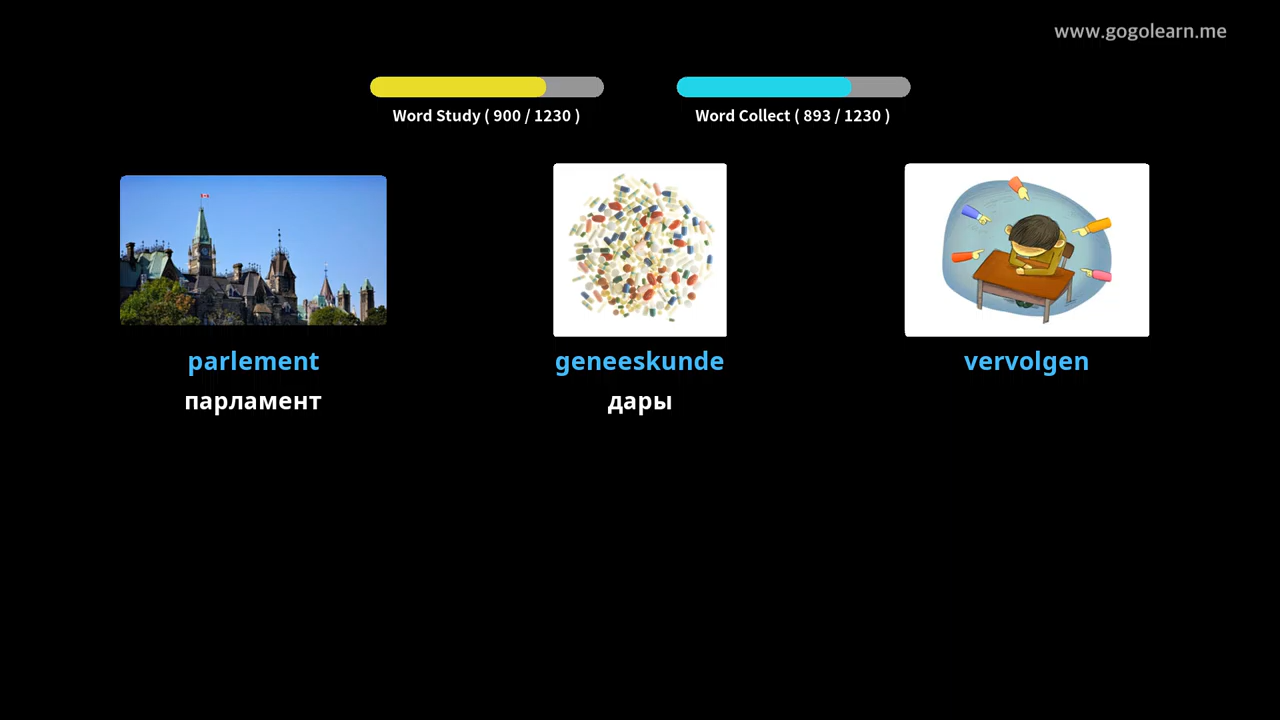 www.gogolearn.me
Word Study ( 900 / 1230 )
Word Collect ( 893 / 1230 )
parlement
парламент
geneeskunde
дары
vervolgen